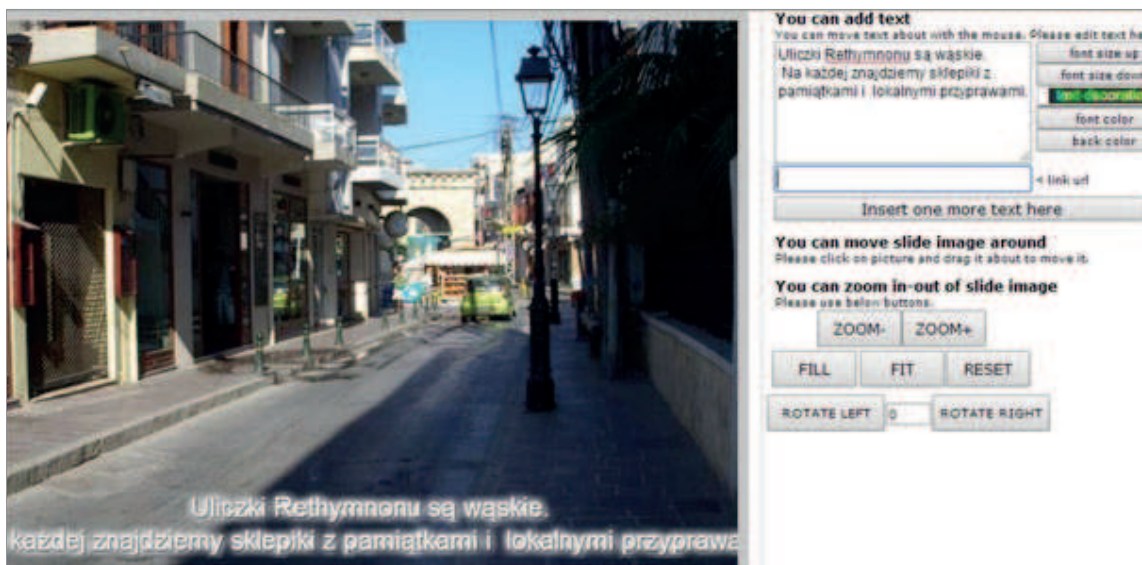 You can add text
You can move text about with the mouse. Please edit text he
Uliczki Rethymnonu są wąskie.
Na każdej znajdziemy sklepiki z
pamiątkami i lokalnymi przyprawami.
font size up
font size down
font decoratio
font color
back color
< link url
Insert one more text here
You can move slide image around
Please click on picture and drag it about to move it.
You can zoom in-out of slide image
Please use below buttons.
ZOOM- ZOOM+
FILL FIT RESET
ROTATE LEFT 0 ROTATE RIGHT
Uliczki Rethymnonu są wąskie.
każdej znajdziemy sklepiki z pamiątkami i lokalnymi przyprawa